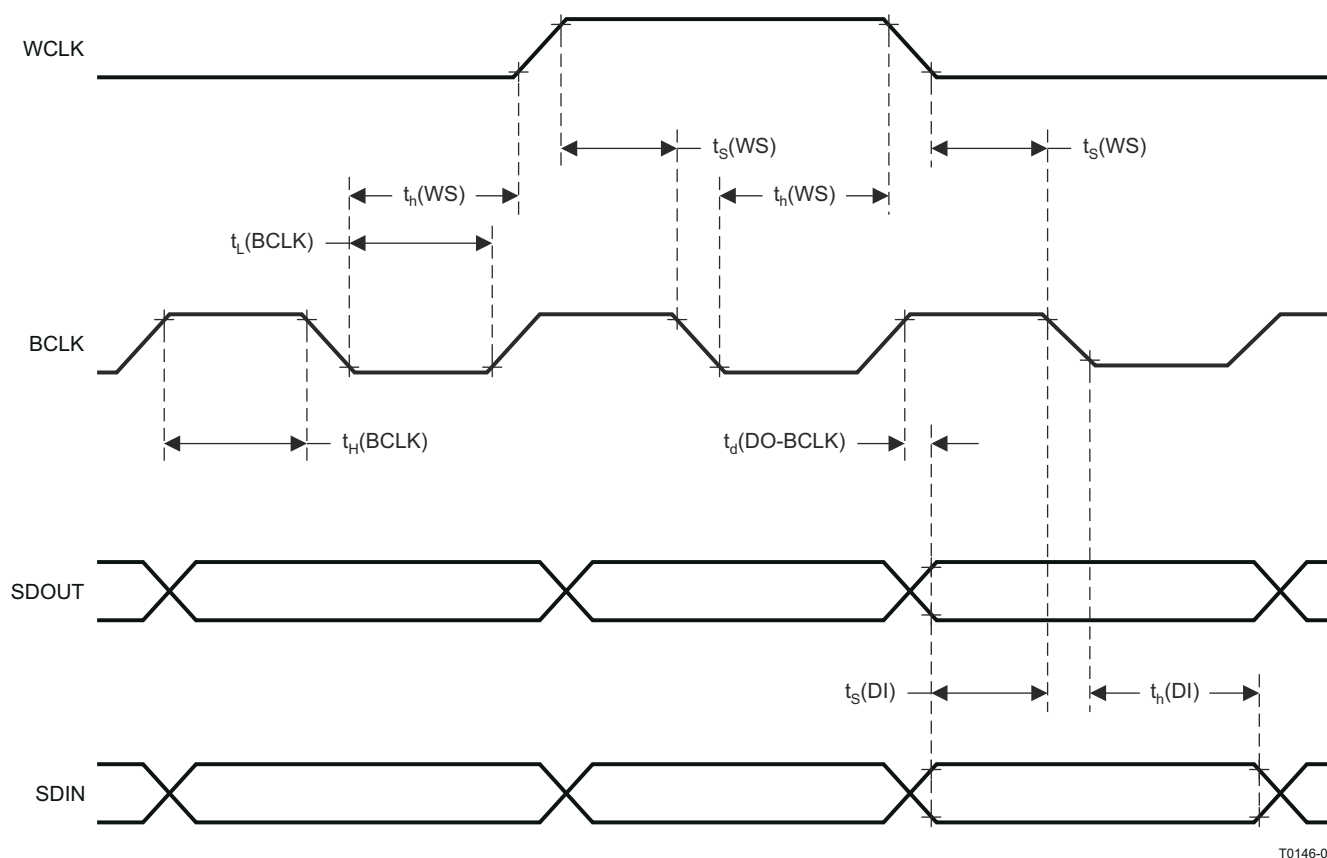 WCLK
tS(WS)
tS(WS)
th(WS)
th(WS)
tL(BCLK)
BCLK
tH(BCLK)
td(DO-BCLK)
SDOUT
tS(DI)
th(DI)
SDIN
T0146-0